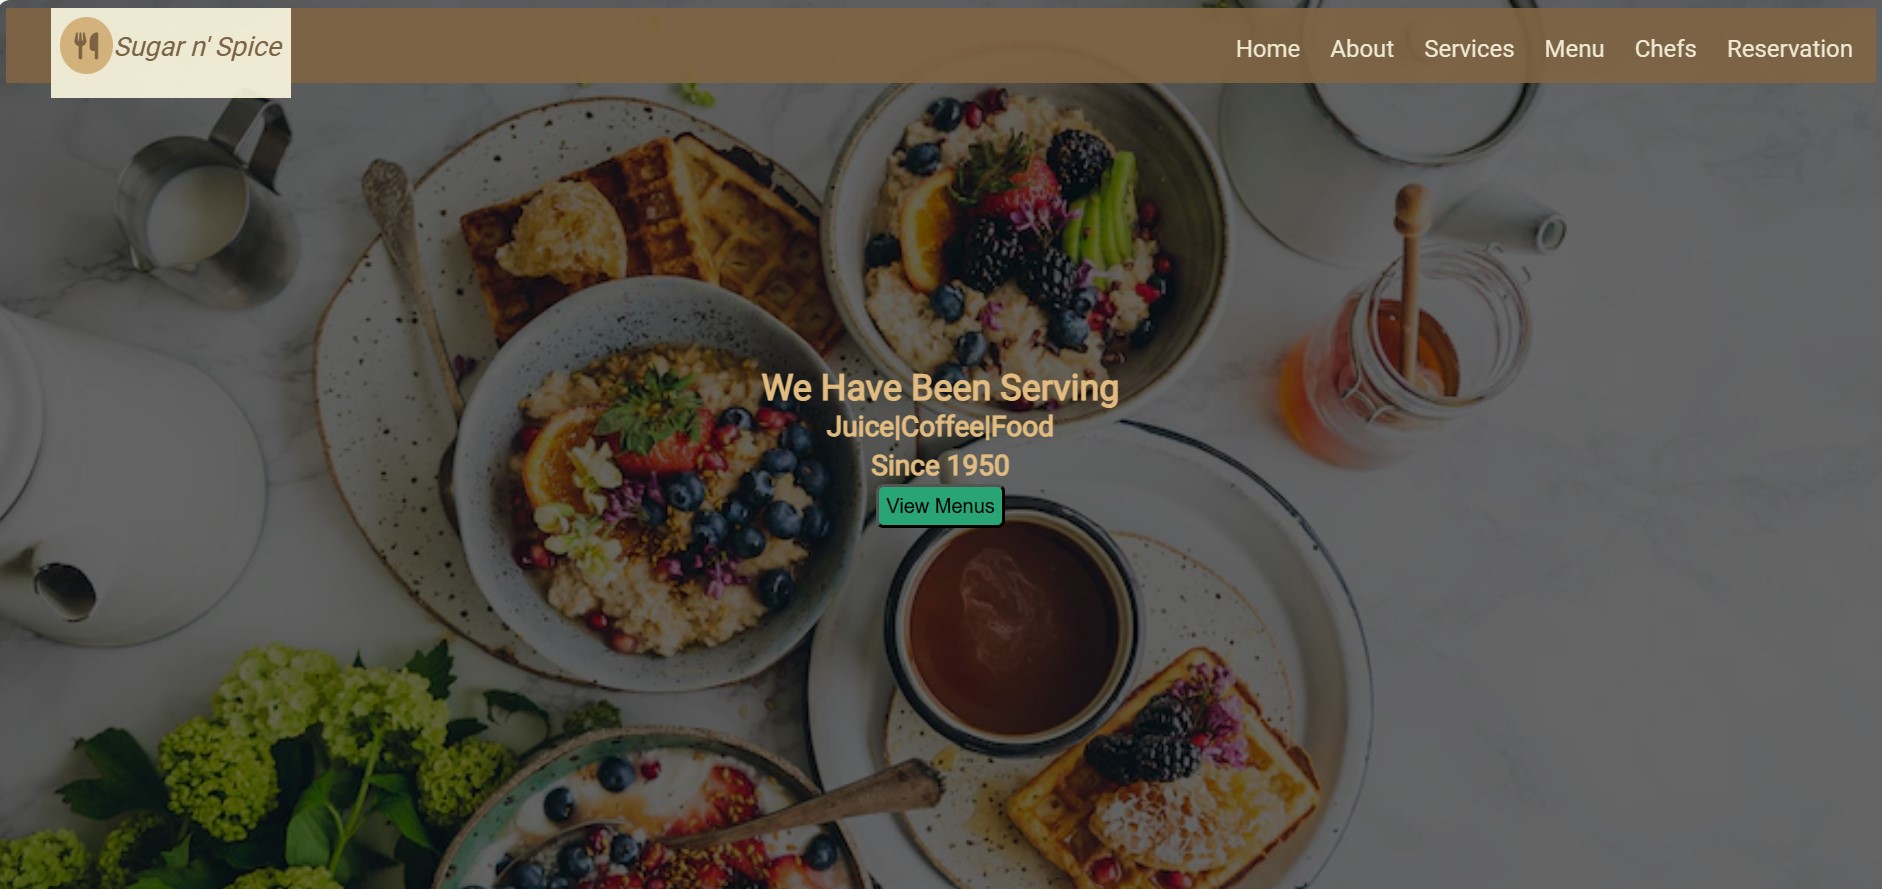 Sugar n' Spice
Home About Services Menu Chefs Reservation
We Have Been Serving
Juice|Coffee|Food
Since 1950
View Menus